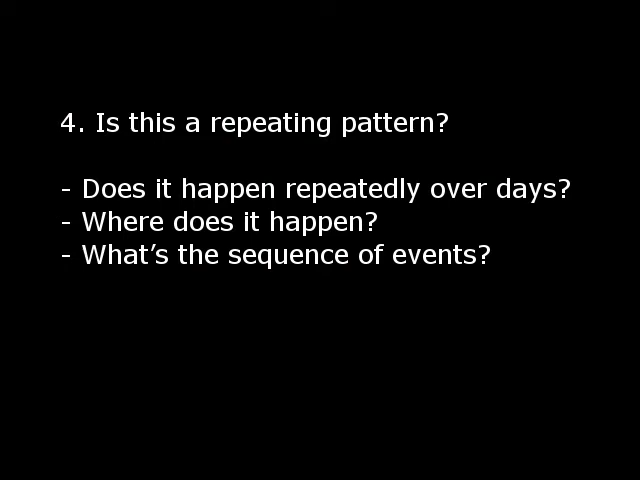 4. Is this a repeating pattern?
- Does it happen repeatedly over days?
- Where does it happen?
- What’s the sequence of events?